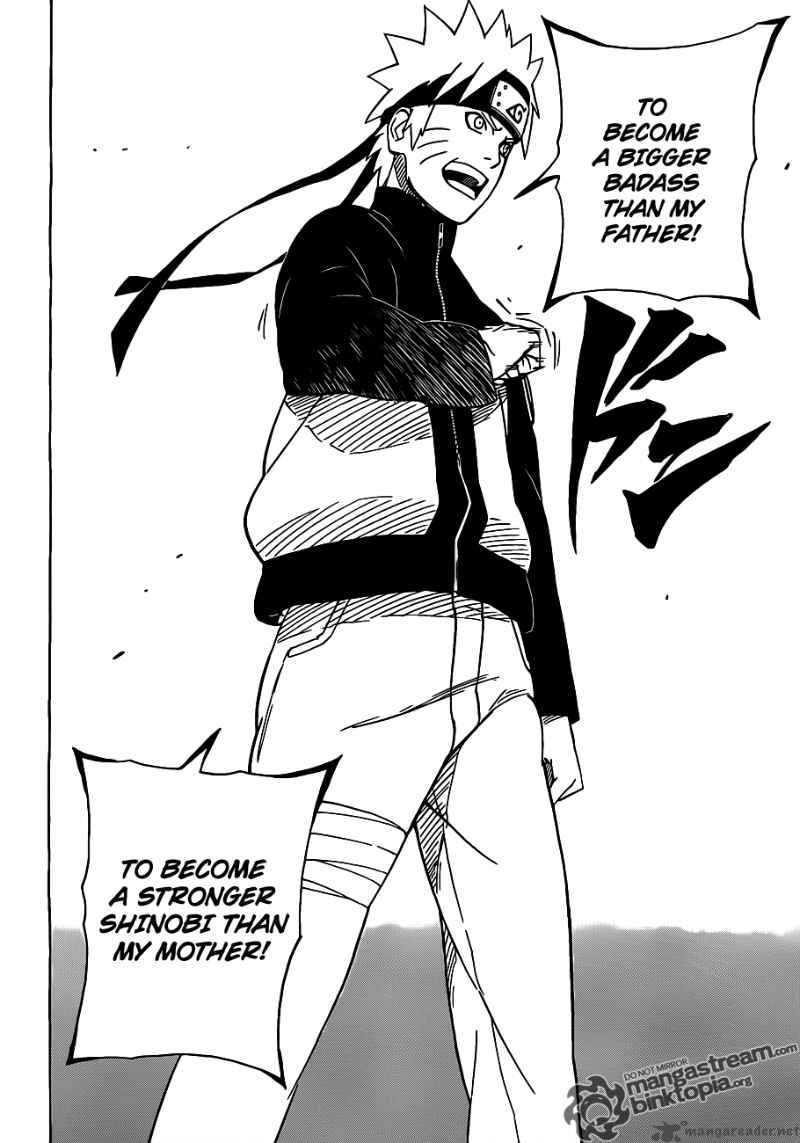 TO
BECOME
A BIGGER
BADASS
THAN MY
FATHER!
ドン
TO BECOME
A STRONGER
SHINOBI THAN
MY MOTHER!
DO NOT MIRROR
mangastream.com
binktopia.org
mangareader.net